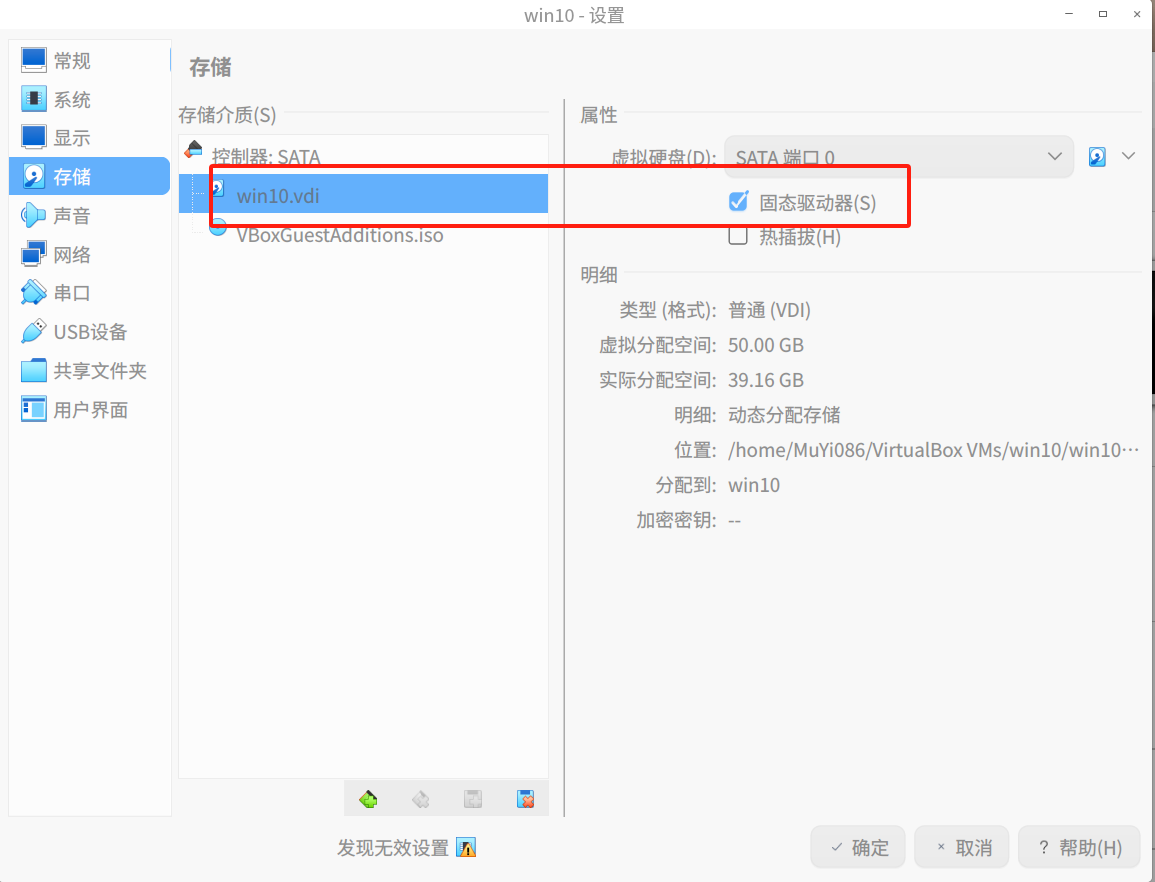 win10 - 设置
常规
系统
显示
存储
声音
网络
串口
USB设备
共享文件夹
用户界面
存储
存储介质(S)
控制器: SATA
win10.vdi
VBoxGuestAdditions.iso
属性
虚拟硬盘(D): SATA 端口 0
固态驱动器(S)
热插拔(H)
明细
类型 (格式): 普通 (VDI)
虚拟分配空间: 50.00 GB
实际分配空间: 39.16 GB
明细: 动态分配存储
位置: /home/MuYi086/VirtualBox VMs/win10/win10⋯
分配到: win10
加密密钥: --
发现无效设置
确定
取消
? 帮助(H)